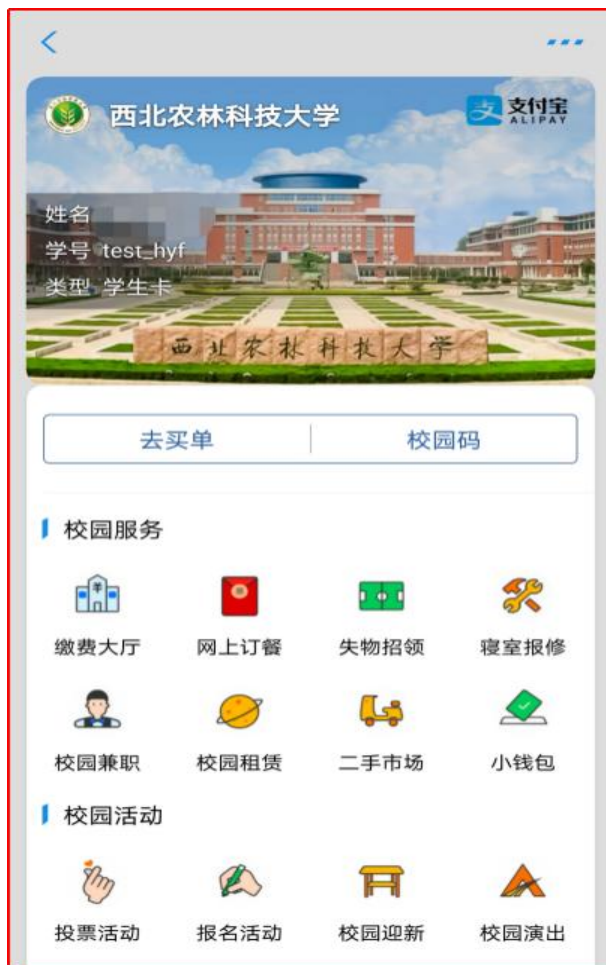 西北农林科技大学
支付宝
ALIPAY
姓名
学号 test_hyf
类型 学生卡
西北农林科技大学
去买单 校园码
校园服务
缴费大厅 网上订餐 失物招领 寝室报修
校园兼职 校园租赁 二手市场 小钱包
校园活动
投票活动 报名活动 校园迎新 校园演出